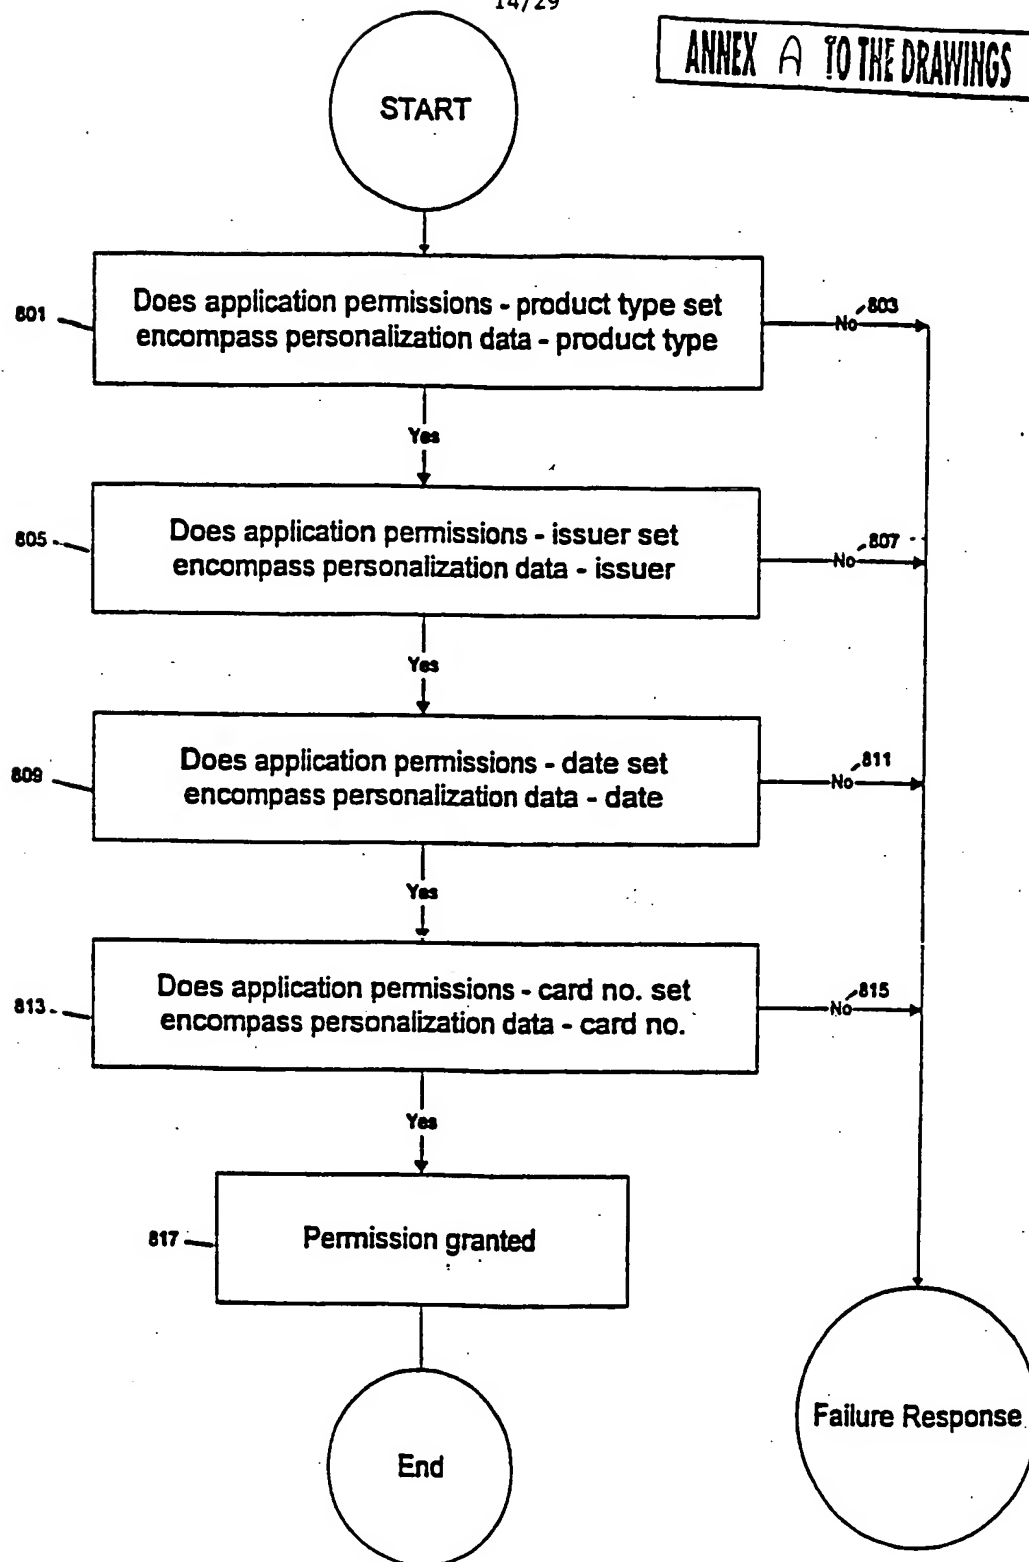 14/29
ANNEX A TO THE DRAWINGS
START
801
Does application permissions - product type set
encompass personalization data - product type
No
803
Yes
805
Does application permissions - issuer set
encompass personalization data - issuer
No
807
Yes
809
Does application permissions - date set
encompass personalization data - date
No
811
Yes
813
Does application permissions - card no. set
encompass personalization data - card no.
No
815
Yes
817
Permission granted
End
Failure Response